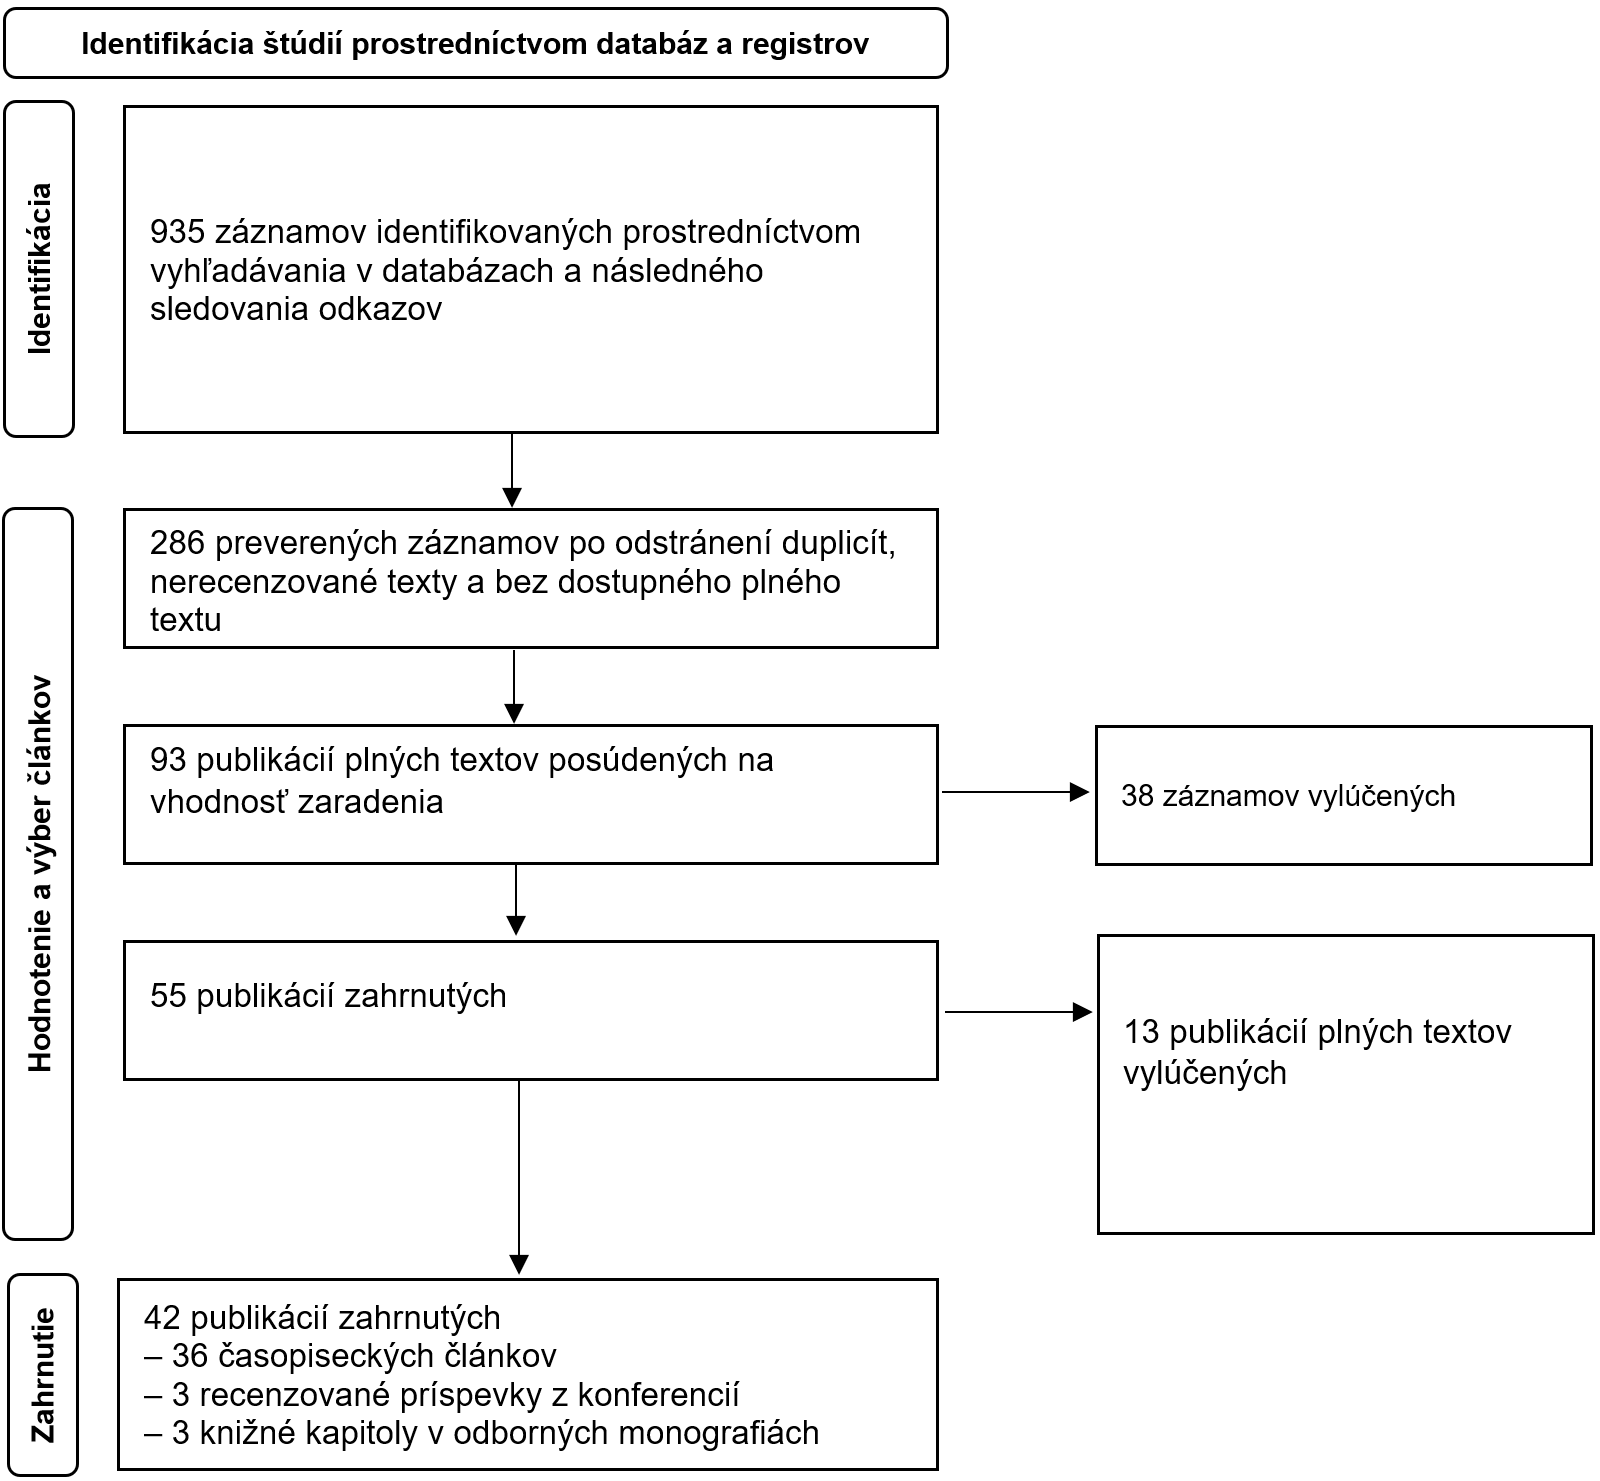 Identifikácia štúdií prostredníctvom databáz a registrov
Identifikácia
935 záznamov identifikovaných prostredníctvom
vyhľadávania v databázach a následného
sledovania odkazov
Hodnotenie a výber článkov
286 preverených záznamov po odstránení duplicít,
nerecenzované texty a bez dostupného plného
textu
93 publikácií plných textov posúdených na
vhodnosť zaradenia
38 záznamov vylúčených
55 publikácií zahrnutých
13 publikácií plných textov
vylúčených
Zahrnutie
42 publikácií zahrnutých
– 36 časopiseckých článkov
– 3 recenzované príspevky z konferencií
– 3 knižné kapitoly v odborných monografiách